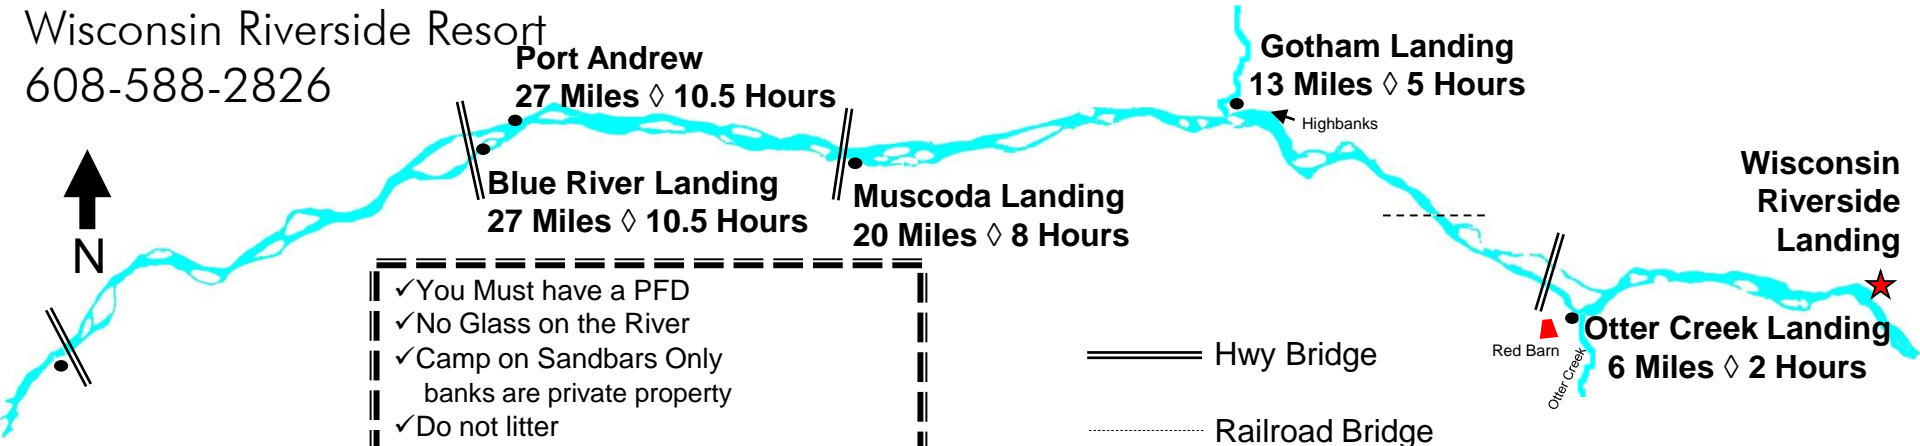 Wisconsin Riverside Resort
608-588-2826
Port Andrew
27 Miles ◊ 10.5 Hours
Gotham Landing
13 Miles ◊ 5 Hours
Highbanks
Wisconsin
Riverside
Landing
N
Blue River Landing
27 Miles ◊ 10.5 Hours
Muscoda Landing
20 Miles ◊ 8 Hours
✓You Must have a PFD
✓No Glass on the River
✓Camp on Sandbars Only
banks are private property
✓Do not litter
Hwy Bridge
Railroad Bridge
Red Barn
Otter Creek
Otter Creek Landing
6 Miles ◊ 2 Hours